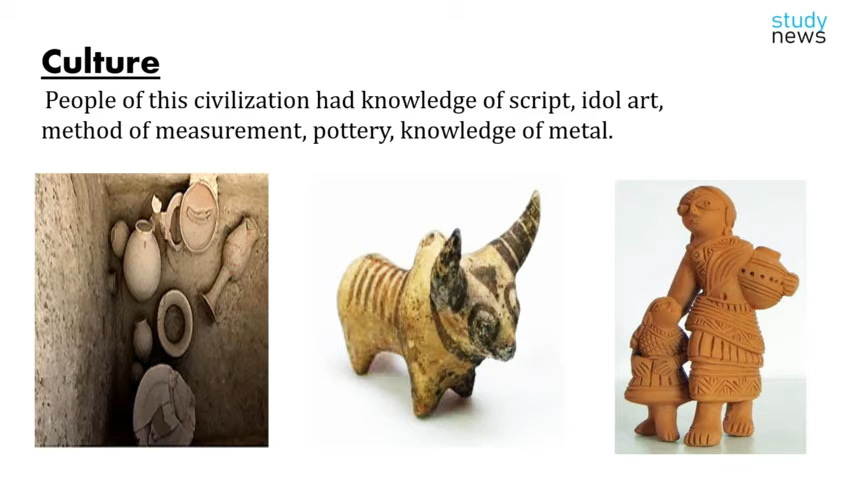 study
news
Culture
People of this civilization had knowledge of script, idol art,
method of measurement, pottery, knowledge of metal.